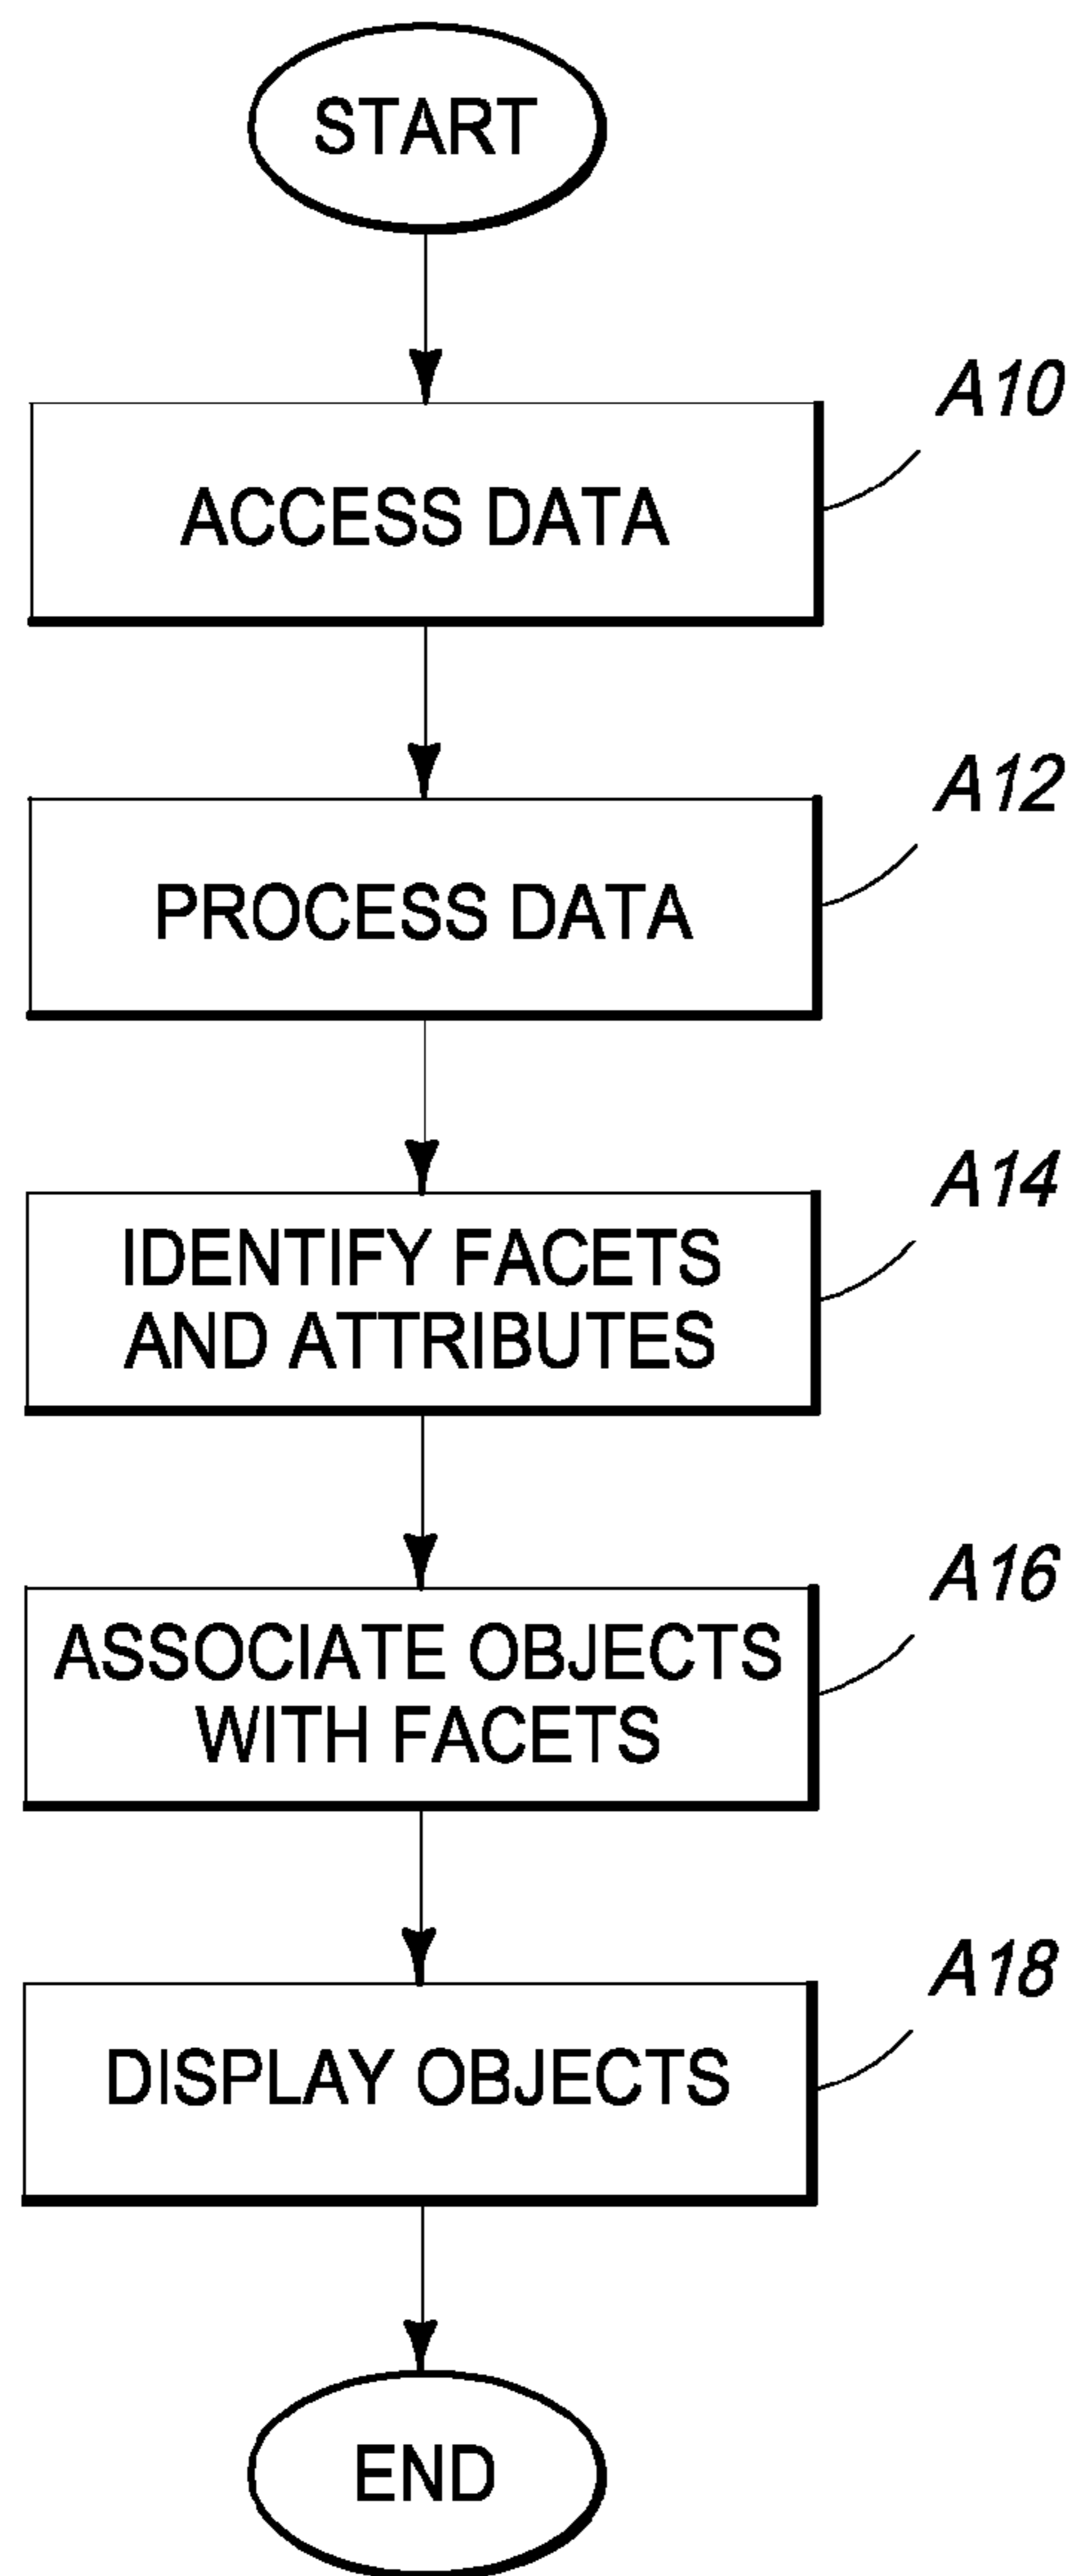 START
A10
ACCESS DATA
A12
PROCESS DATA
A14
IDENTIFY FACETS
AND ATTRIBUTES
A16
ASSOCIATE OBJECTS
WITH FACETS
A18
DISPLAY OBJECTS
END